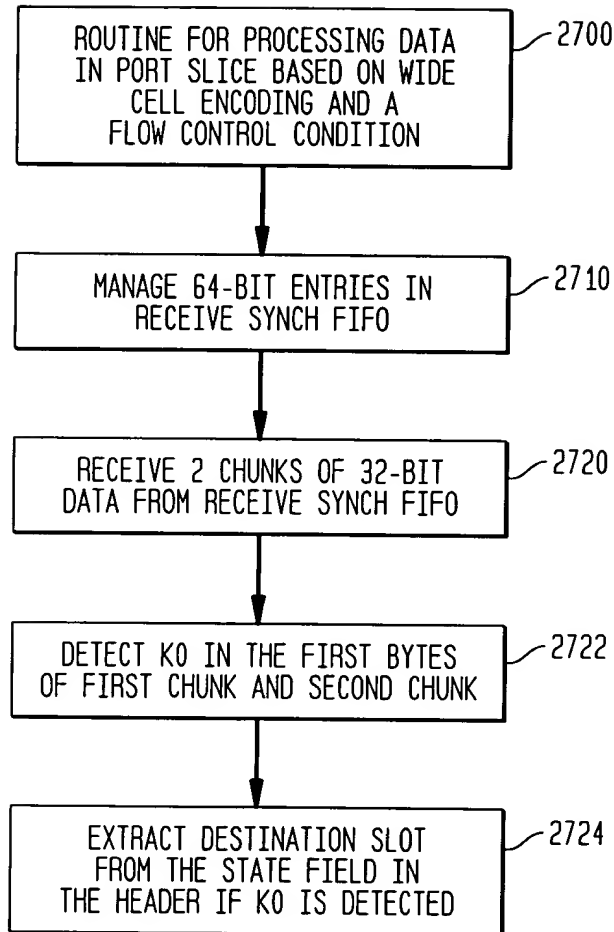 ROUTINE FOR PROCESSING DATA
IN PORT SLICE BASED ON WIDE
CELL ENCODING AND A
FLOW CONTROL CONDITION
2700
MANAGE 64-BIT ENTRIES IN
RECEIVE SYNCH FIFO
2710
RECEIVE 2 CHUNKS OF 32-BIT
DATA FROM RECEIVE SYNCH FIFO
2720
DETECT K0 IN THE FIRST BYTES
OF FIRST CHUNK AND SECOND CHUNK
2722
EXTRACT DESTINATION SLOT
FROM THE STATE FIELD IN
THE HEADER IF K0 IS DETECTED
2724